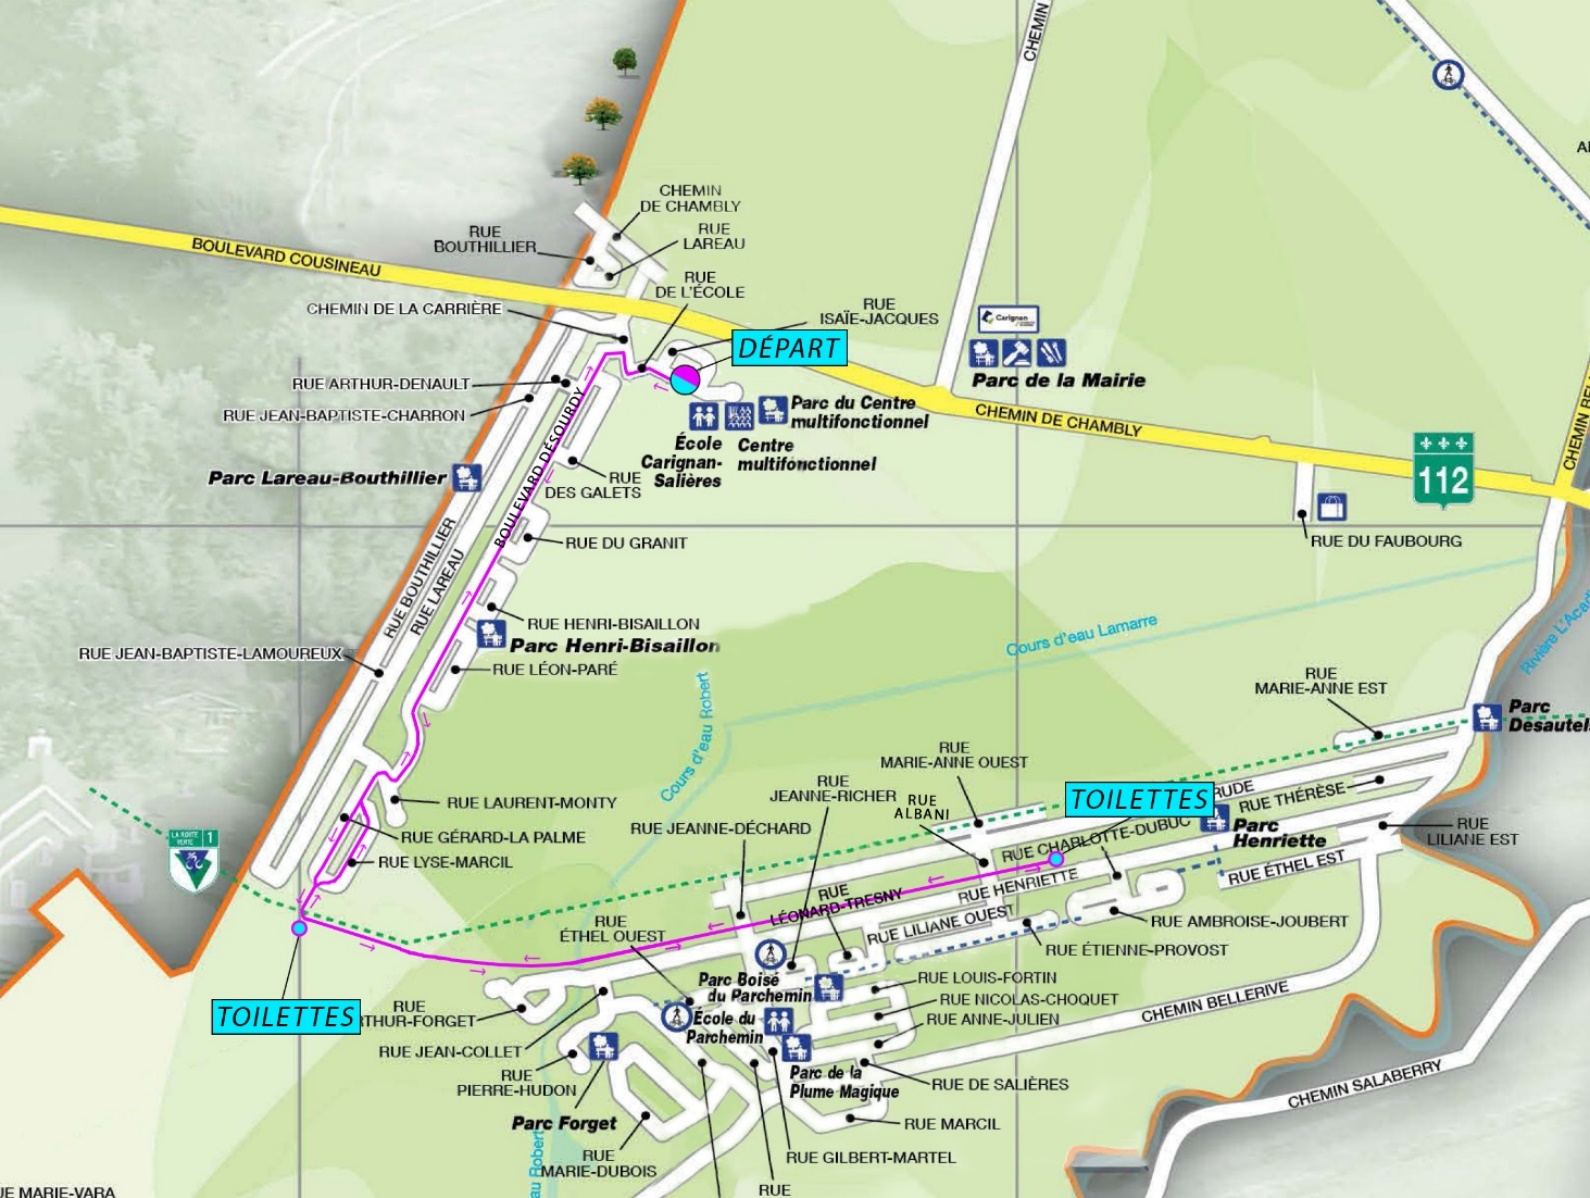 CHEMIN
CHEMIN
DE CHAMBLY
RUE
BOUTHILLIER
RUE
LAREAU
BOULEVARD COUSINEAU
RUE
DE L'ÉCOLE
CHEMIN DE LA CARRIÈRE
RUE
ISAÏE-JACQUES
DÉPART
Carignan
Parc de la Mairie
RUE ARTHUR-DENAULT
RUE JEAN-BAPTISTE-CHARRON
BOULEVARD DÉSOURDY
Parc du Centre
multifonctionnel
École
Carignan-
Salières
Centre
multifonctionnel
CHEMIN DE CHAMBLY
112
Parc Lareau-Bouthillier
RUE
DES GALETS
RUE DU GRANIT
RUE DU FAUBOURG
RUE BOUTHILLIER
RUE LAREAU
RUE HENRI-BISAILLON
Parc Henri-Bisaillon
RUE LÉON-PARÉ
RUE JEAN-BAPTISTE-LAMOUREUX
Cours d'eau Lamarre
Cours d'eau Robert
RUE
MARIE-ANNE EST
Parc
RUE
MARIE-ANNE OUEST
RUE
JEANNE-RICHER
RUE
ALBANI
TOILETTES
RUE THÉRÈSE
RUE LAURENT-MONTY
RUE JEANNE-DÉCHARD
RUE CHARLOTTE-DUBUC
Parc
Henriette
RUE
LILIANE EST
RUE GÉRARD-LA PALME
RUE LYSE-MARCIL
LA ROUTE
VERTE
1
RUE ÉTHEL EST
RUE
LÉONARD-TRESNY
RUE HENRIETTE
RUE LILIANE OUEST
RUE AMBROISE-JOUBERT
RUE ÉTIENNE-PROVOST
RUE
ÉTHEL OUEST
Parc Boisé
du Parchemin
RUE LOUIS-FORTIN
RUE NICOLAS-CHOQUET
RUE ANNE-JULIEN
CHEMIN BELLERIVE
TOILETTES
RUE
École du
Parchemin
RUE JEAN-COLLET
RUE
PIERRE-HUDON
Parc de la
Plume Magique
RUE DE SALIÈRES
CHEMIN SALABERRY
Parc Forget
RUE MARCIL
RUE
MARIE-DUBOIS
RUE GILBERT-MARTEL
RUE